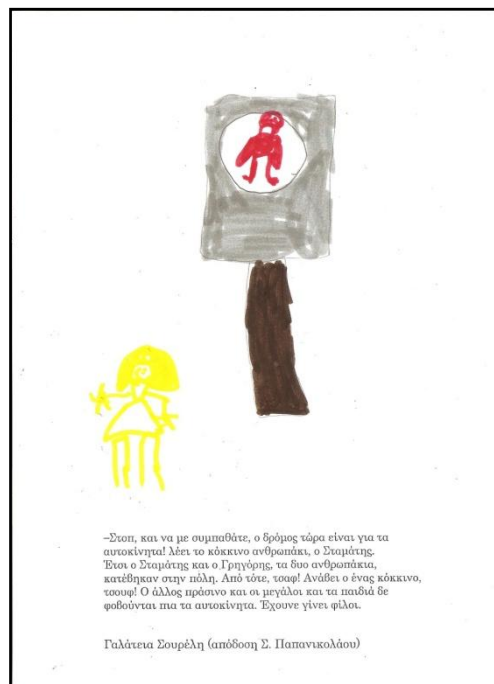 –Στοπ, και να με συμπαθάτε, ο δρόμος τώρα είναι για τα
αυτοκίνητα! λέει το κόκκινο ανθρωπάκι, ο Σταμάτης.
Έτσι ο Σταμάτης και ο Γρηγόρης, τα δυο ανθρωπάκια,
κατέβηκαν στην πόλη. Από τότε, τσαφ! Ανάβει ο ένας κόκκινο,
τσουφ! Ο άλλος πράσινο και οι μεγάλοι και τα παιδιά δε
φοβούνται πια τα αυτοκίνητα. Έχουνε γίνει φίλοι.
Γαλάτεια Σουρέλη (απόδοση Σ. Παπανικολάου)